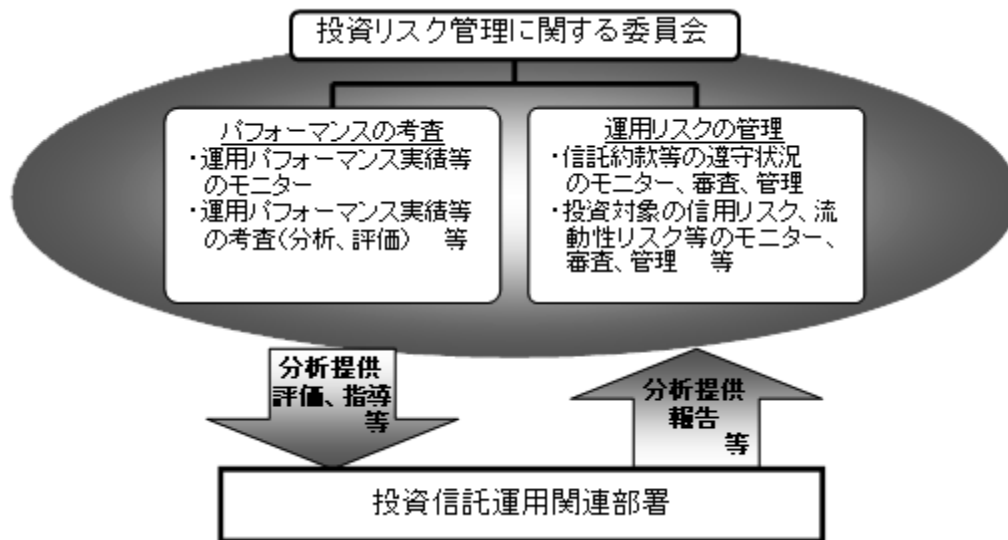 投資リスク管理に関する委員会
パフォーマンスの考査
・運用パフォーマンス実績等
のモニター
・運用パフォーマンス実績等
の考査(分析、評価) 等
運用リスクの管理
・信託約款等の遵守状況
のモニター、審査、管理
・投資対象の信用リスク、流
動性リスク等のモニター、
審査、管理 等
分析提供
評価、指導
等
分析提供
報告
等
投資信託運用関連部署